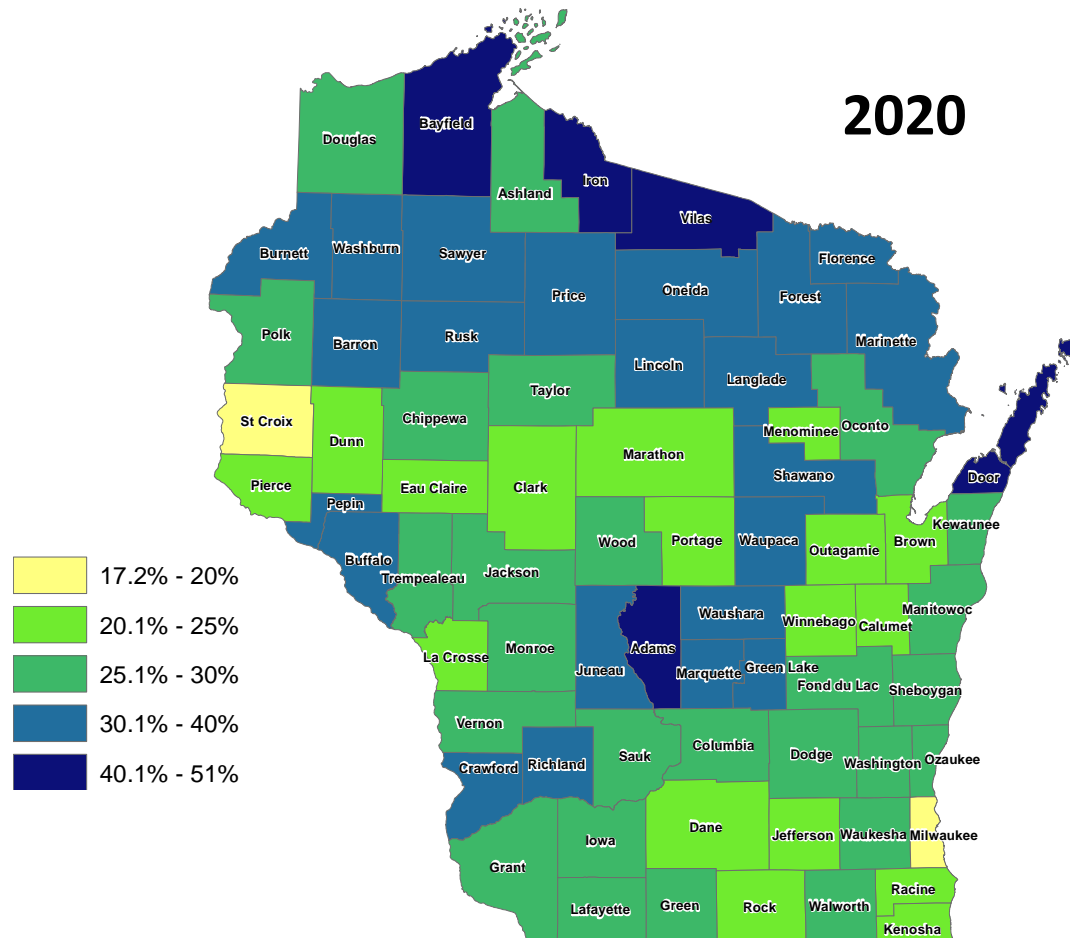 2020
Bayfield
Douglas
Iron
Ashland
Vilas
Burnett
Washburn
Sawyer
Florence
Oneida
Price
Forest
Polk
Barron
Rusk
Marinette
Lincoln
Langlade
Taylor
St Croix
Chippewa
Dunn
Menominee
Oconto
Marathon
Pierce
Eau Claire
Clark
Shawano
Door
Pepin
Kewaunee
Wood
Portage
Waupaca
Outagamie
Brown
Buffalo
Trempealeau
Jackson
17.2% - 20%
20.1% - 25%
25.1% - 30%
30.1% - 40%
40.1% - 51%
Waushara
Winnebago
Calumet
Manitowoc
La Crosse
Monroe
Adams
Juneau
Marquette
Green Lake
Fond du Lac
Sheboygan
Vernon
Sauk
Columbia
Dodge
Washington
Ozaukee
Crawford
Richland
Dane
Jefferson
Waukesha
Milwaukee
Iowa
Grant
Lafayette
Green
Rock
Walworth
Racine
Kenosha